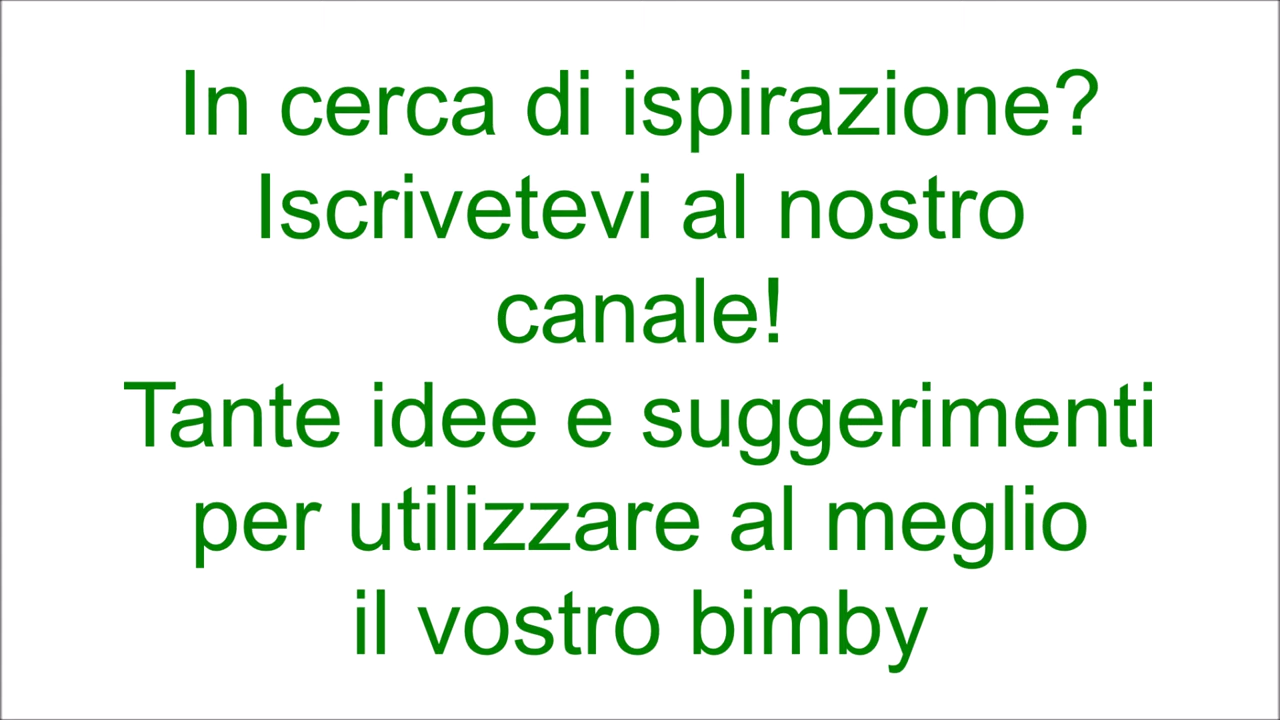 In cerca di ispirazione?
Iscrivetevi al nostro
canale!
Tante idee e suggerimenti
per utilizzare al meglio
il vostro bimby